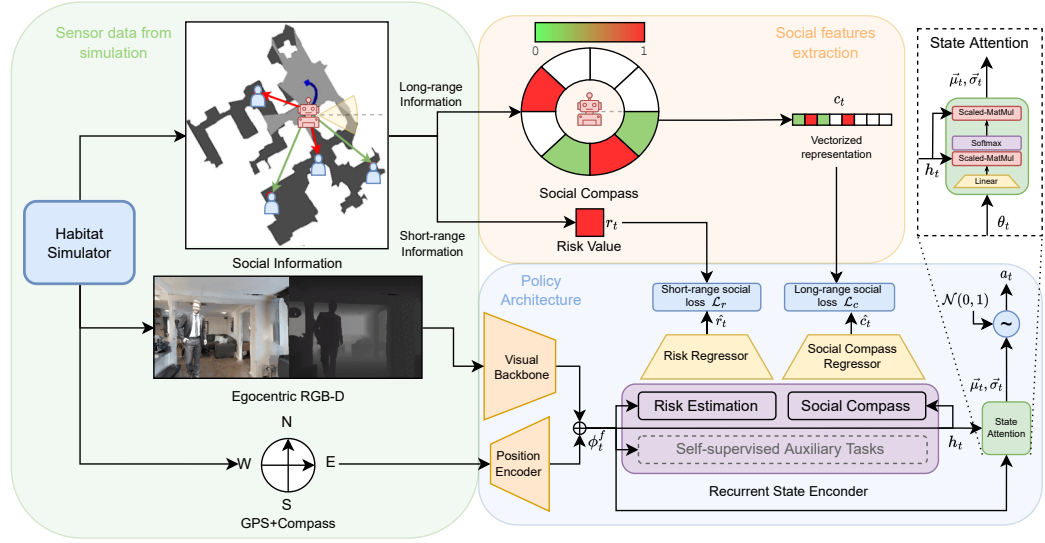 Sensor data from
simulation
Social features
extraction
Long-range
Information
0
1
Social Compass
c_t
Vectorized
representation
Habitat
Simulator
Social Information
Short-range
Information
r_t
Risk Value
Egocentric RGB-D
N
W
E
S
GPS+Compass
Policy
Architecture
Visual
Backbone
Position
Encoder
ϕ_t^f
Short-range social
loss ℒ_r
r̂_t
Risk Regressor
Long-range social
loss ℒ_c
ĉ_t
Social Compass
Regressor
Risk Estimation
Social Compass
Self-supervised Auxiliary Tasks
Recurrent State Encoder
h_t
State Attention
μ⃗_t, σ⃗_t
Scaled-MatMul
Softmax
Scaled-MatMul
Linear
h_t
θ_t
a_t
𝒩(0, 1)
~
μ⃗_t, σ⃗_t
State
Attention